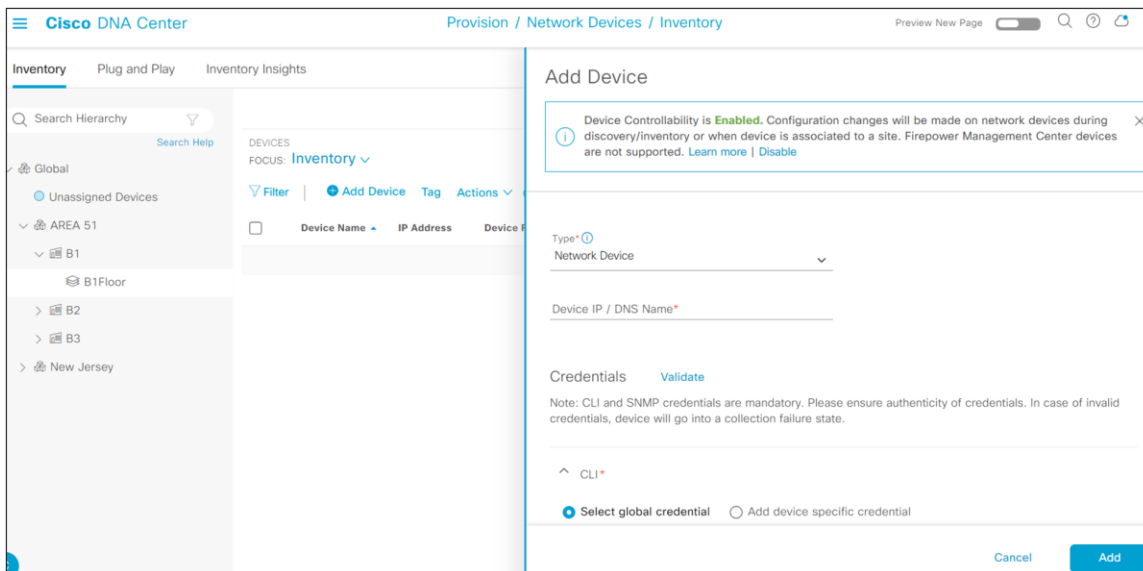 Cisco DNA Center
Provision / Network Devices / Inventory
Preview New Page
Inventory
Plug and Play
Inventory Insights
Search Hierarchy
Search Help
Global
Unassigned Devices
AREA 51
B1
B1Floor
B2
B3
New Jersey
DEVICES
FOCUS: Inventory
Filter
Add Device
Tag
Actions
Device Name
IP Address
Add Device
Device Controllability is Enabled. Configuration changes will be made on network devices during
discovery/inventory or when device is associated to a site. Firepower Management Center devices
are not supported. Learn more | Disable
Type*
Network Device
Device IP / DNS Name*
Credentials
Validate
Note: CLI and SNMP credentials are mandatory. Please ensure authenticity of credentials. In case of invalid
credentials, device will go into a collection failure state.
CLI*
Select global credential
Add device specific credential
Cancel
Add